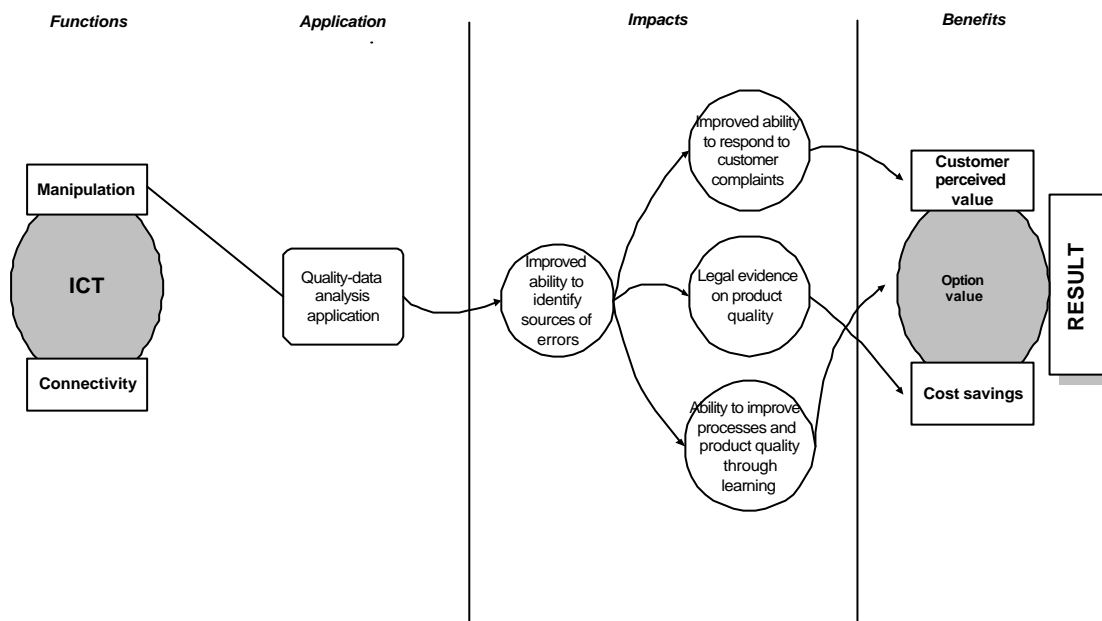 Functions
Application
Impacts
Benefits
Manipulation
ICT
Connectivity
Quality-data
analysis
application
Improved
ability to
identify
sources of
errors
Improved ability
to respond to
customer
complaints
Legal evidence
on product
quality
Ability to improve
processes and
product quality
through
learning
Customer
perceived
value
Option
value
Cost savings
RESULT